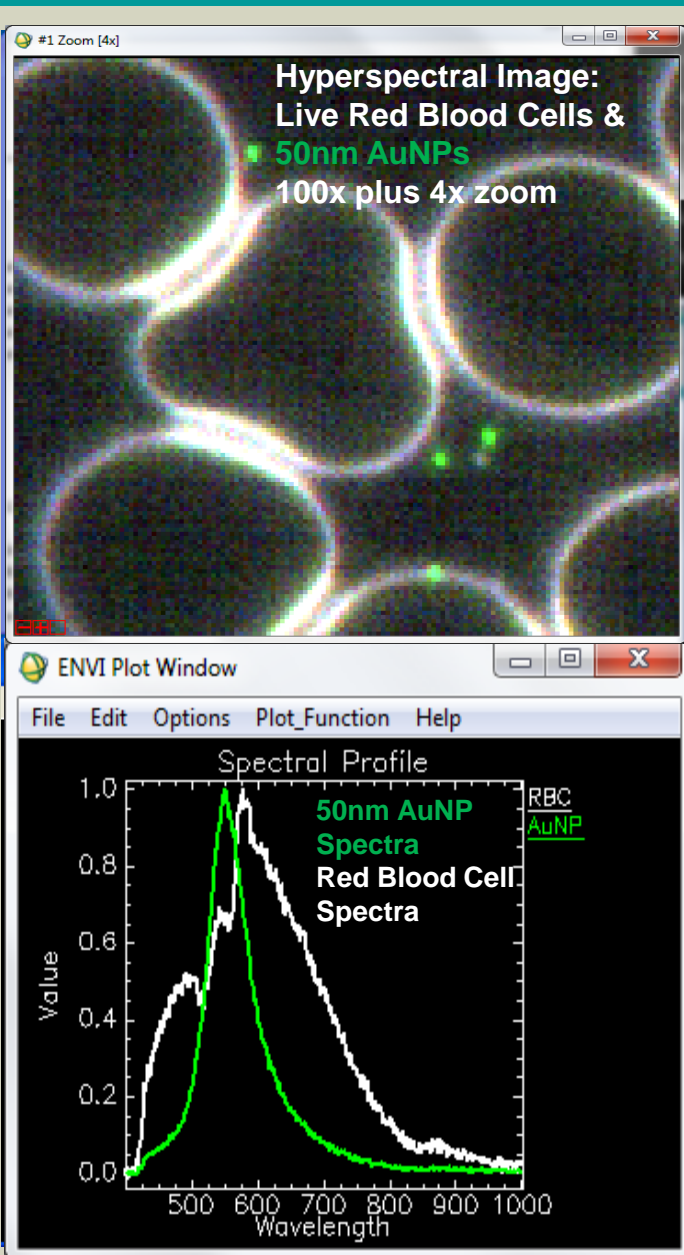 #1 Zoom [4x]
Hyperspectral Image:
Live Red Blood Cells &
50nm AuNPs
100x plus 4x zoom
ENVI Plot Window
File Edit Options Plot_Function Help
Spectral Profile
1.0
0.8
0.6
0.4
0.2
0.0
Value
50nm AuNP
Spectra
Red Blood Cell
Spectra
RBC
AuNP
500 600 700 800 900 1000
Wavelength